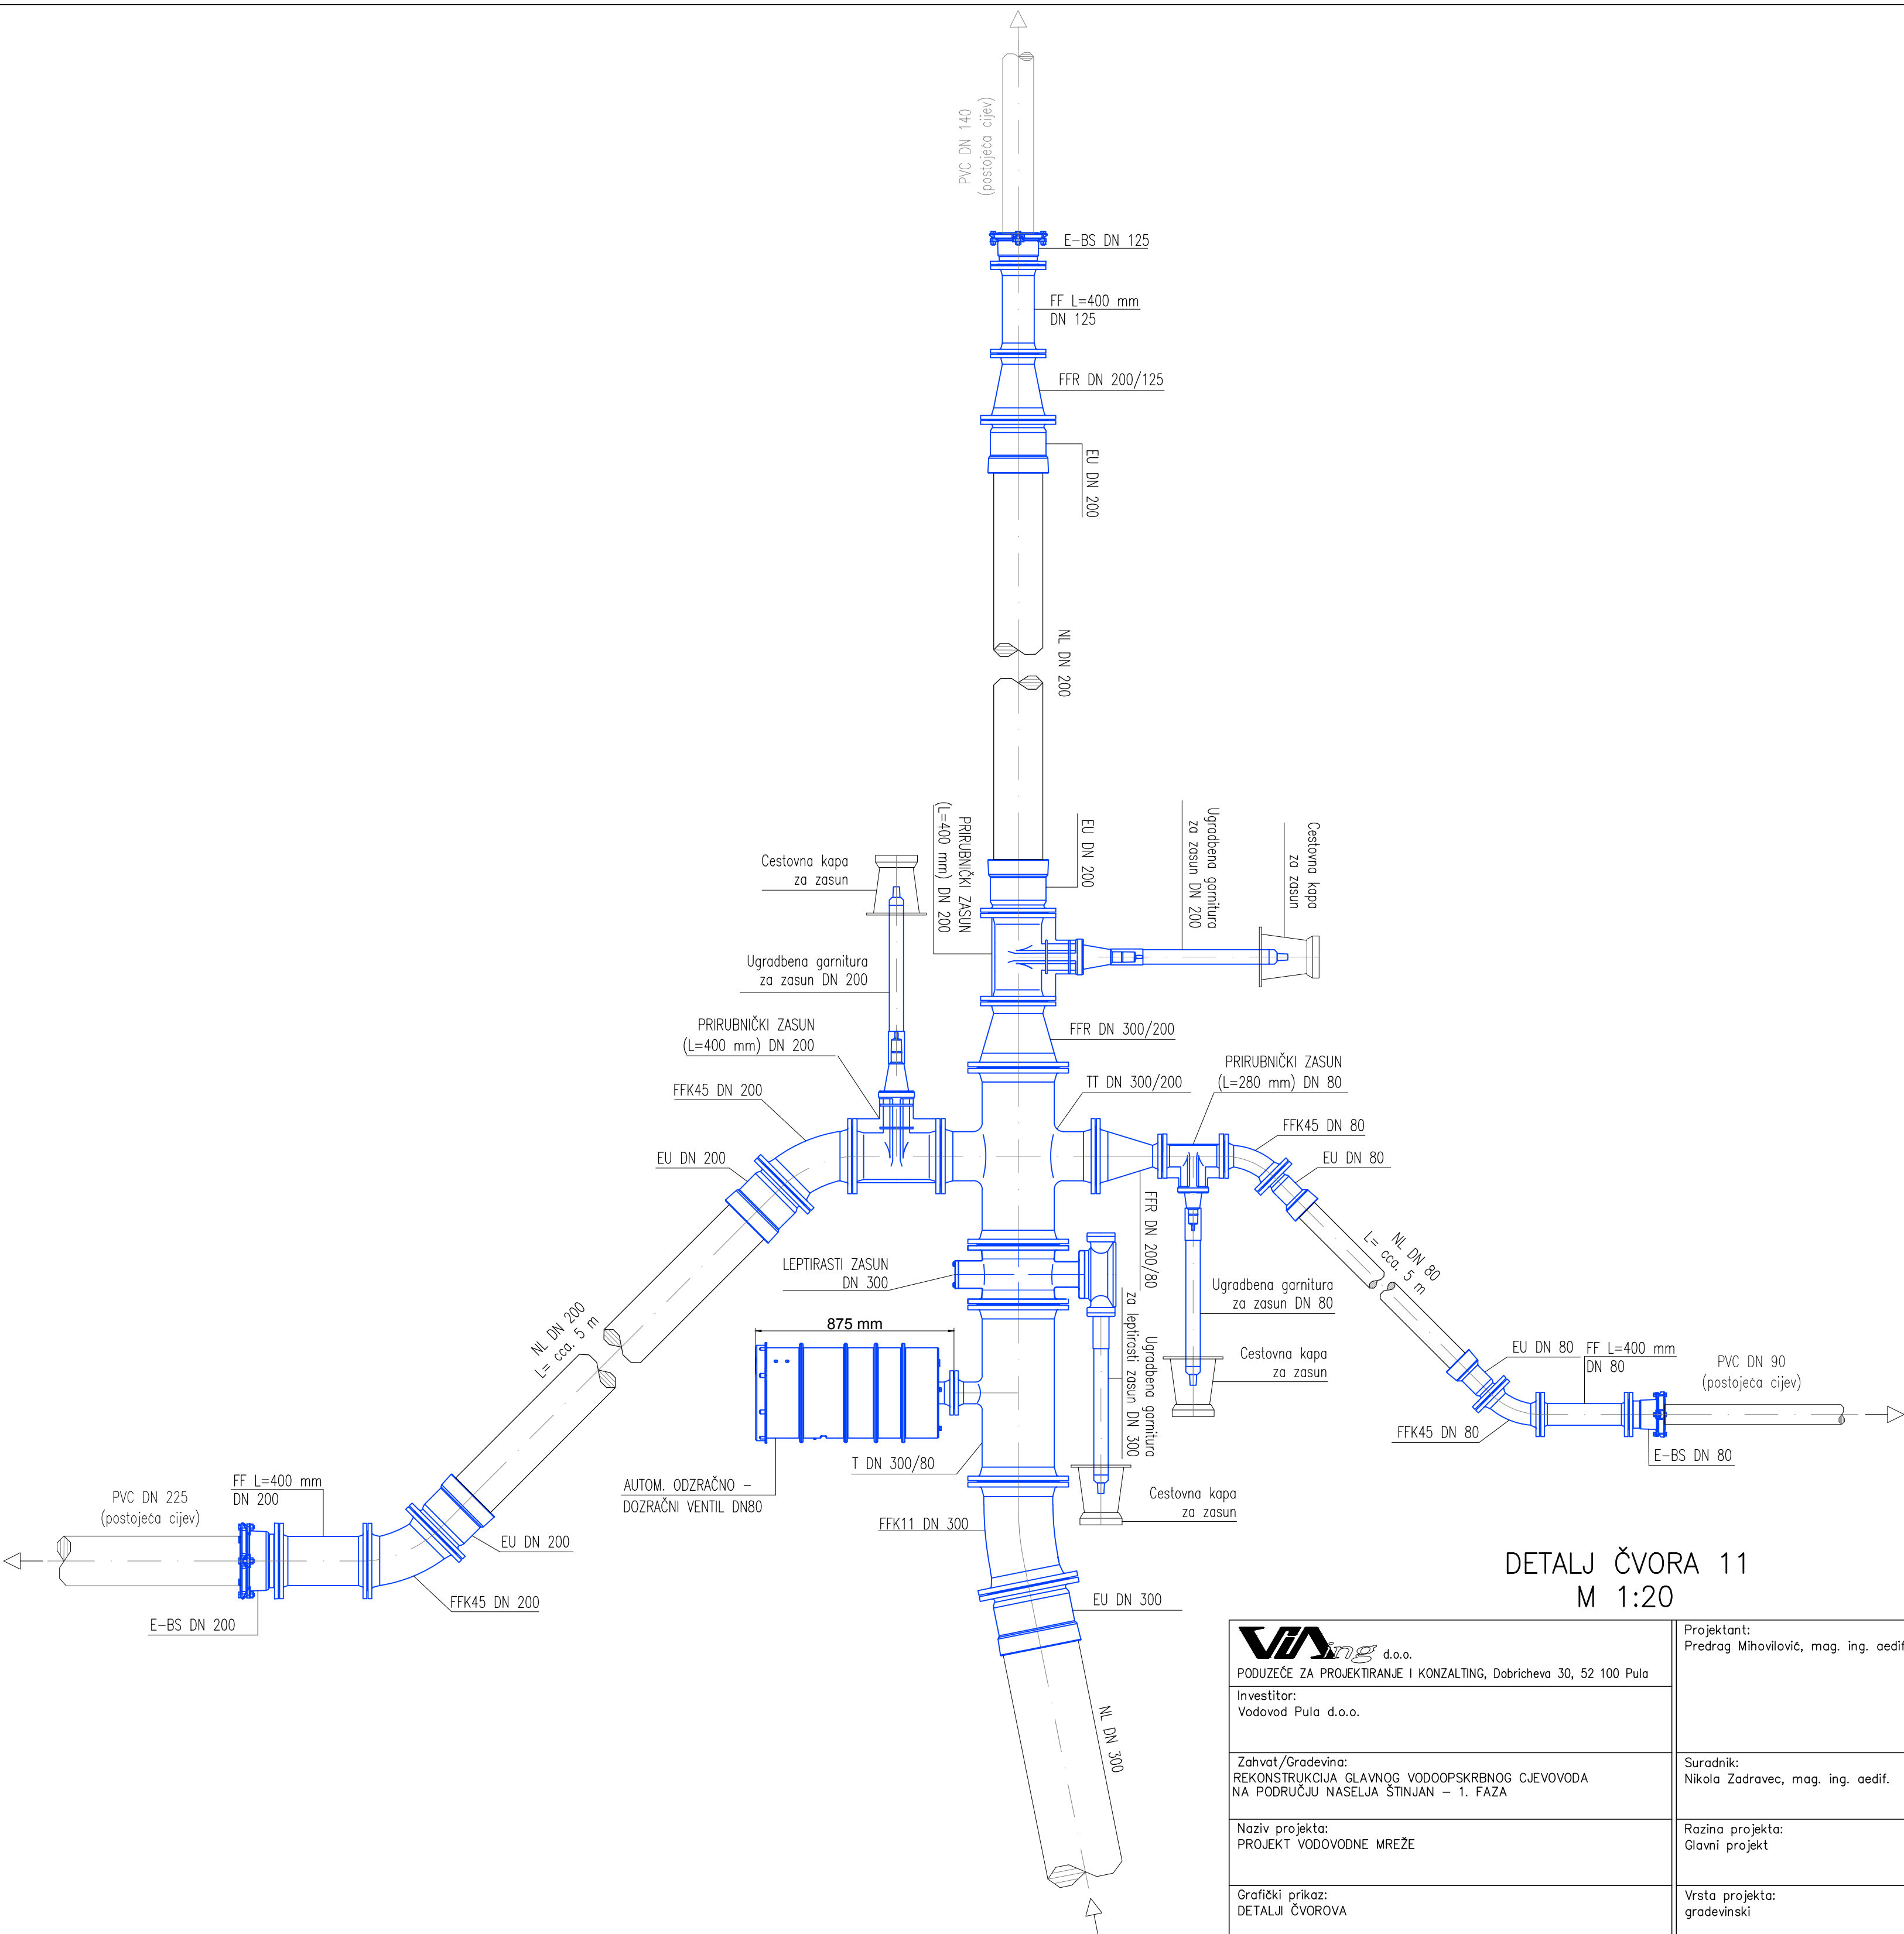 PVC DN 140
(postojeća cijev)
E-BS DN 125
FF L=400 mm
DN 125
FFR DN 200/125
EU DN 200
NL DN 200
EU DN 200
PRIRUBNIČKI ZASUN
(L=400 mm) DN 200
Ugradbena garnitura
za zasun DN 200
Cestovna kapa
za zasun
Cestovna kapa
za zasun
Ugradbena garnitura
za zasun DN 200
PRIRUBNIČKI ZASUN
(L=400 mm) DN 200
FFR DN 300/200
FFK45 DN 200
TT DN 300/200
PRIRUBNIČKI ZASUN
(L=280 mm) DN 80
FFK45 DN 80
EU DN 200
EU DN 80
FFR DN 200/80
NL DN 80
L= cca. 5 m
LEPTIRASTI ZASUN
DN 300
Ugradbena garnitura
za zasun DN 80
Ugradbena garnitura
za leptirasti zasun DN 300
875 mm
NL DN 200
L= cca. 5 m
Cestovna kapa
za zasun
EU DN 80
FF L=400 mm
DN 80
PVC DN 90
(postojeća cijev)
FFK45 DN 80
E-BS DN 80
T DN 300/80
AUTOM. ODZRAČNO -
DOZRAČNI VENTIL DN80
Cestovna kapa
za zasun
FF L=400 mm
DN 200
PVC DN 225
(postojeća cijev)
FFK11 DN 300
EU DN 200
FFK45 DN 200
E-BS DN 200
EU DN 300
NL DN 300
DETALJ ČVORA 11
M 1:20
VIA ing d.o.o.
PODUZEĆE ZA PROJEKTIRANJE I KONZALTING, Dobricheva 30, 52 100 Pula
Investitor:
Vodovod Pula d.o.o.
Zahvat/Građevina:
REKONSTRUKCIJA GLAVNOG VODOOPSKRBNOG CJEVOVODA
NA PODRUČJU NASELJA ŠTINJAN - 1. FAZA
Naziv projekta:
PROJEKT VODOVODNE MREŽE
Grafički prikaz:
DETALJI ČVOROVA
Projektant:
Predrag Mihovilović, mag. ing. aedif
Suradnik:
Nikola Zadravec, mag. ing. aedif.
Razina projekta:
Glavni projekt
Vrsta projekta:
građevinski